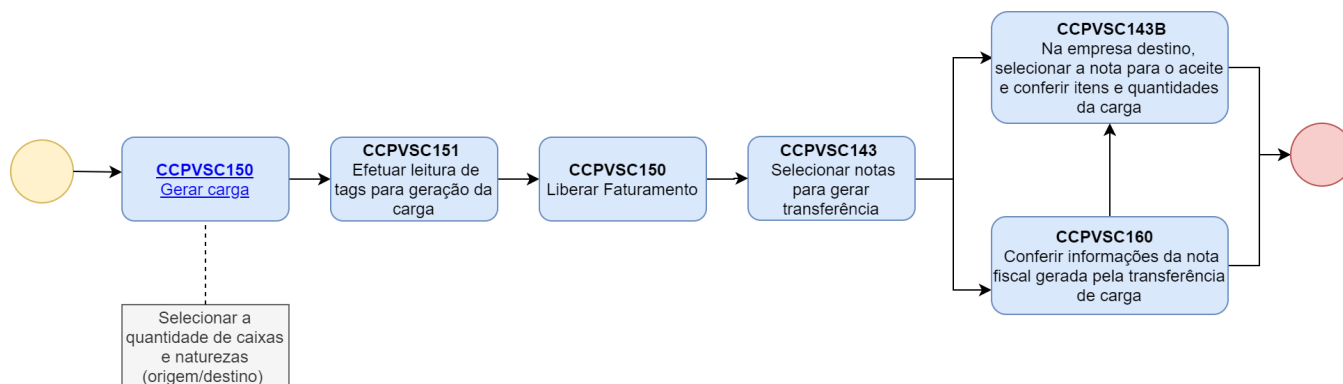 CCPVSC150
Gerar carga
Selecionar a
quantidade de caixas
e naturezas
(origem/destino)
CCPVSC151
Efetuar leitura de
tags para geração da
carga
CCPVSC150
Liberar Faturamento
CCPVSC143
Selecionar notas
para gerar
transferência
CCPVSC143B
Na empresa destino,
selecionar a nota para o aceite
e conferir itens e quantidades
da carga
CCPVSC160
Conferir informações da nota
fiscal gerada pela transferência
de carga